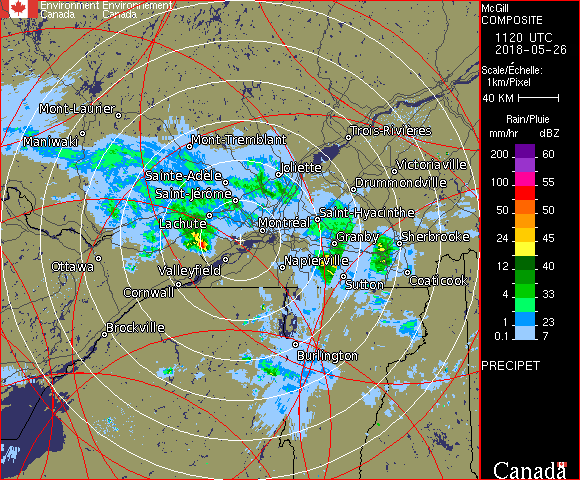 Environment Environnement
Canada Canada
McGill
COMPOSITE
1120 UTC
2018-05-26
Scale/Échelle:
1km/Pixel
40 KM
Rain/Pluie
mm/hr dBZ
200 60
100 55
50 50
24 45
12 40
4 33
1 23
0.1 7
PRECIPET
Canada
Mont-Laurier
Maniwaki
Mont-Tremblant
Trois-Rivières
Joliette
Victoriaville
Sainte-Adèle
Drummondville
Saint-Jérôme
Lachute
Montréal
Saint-Hyacinthe
Granby
Sherbrooke
Ottawa
Valleyfield
Napierville
Coaticook
Cornwall
Sutton
Brockville
Burlington